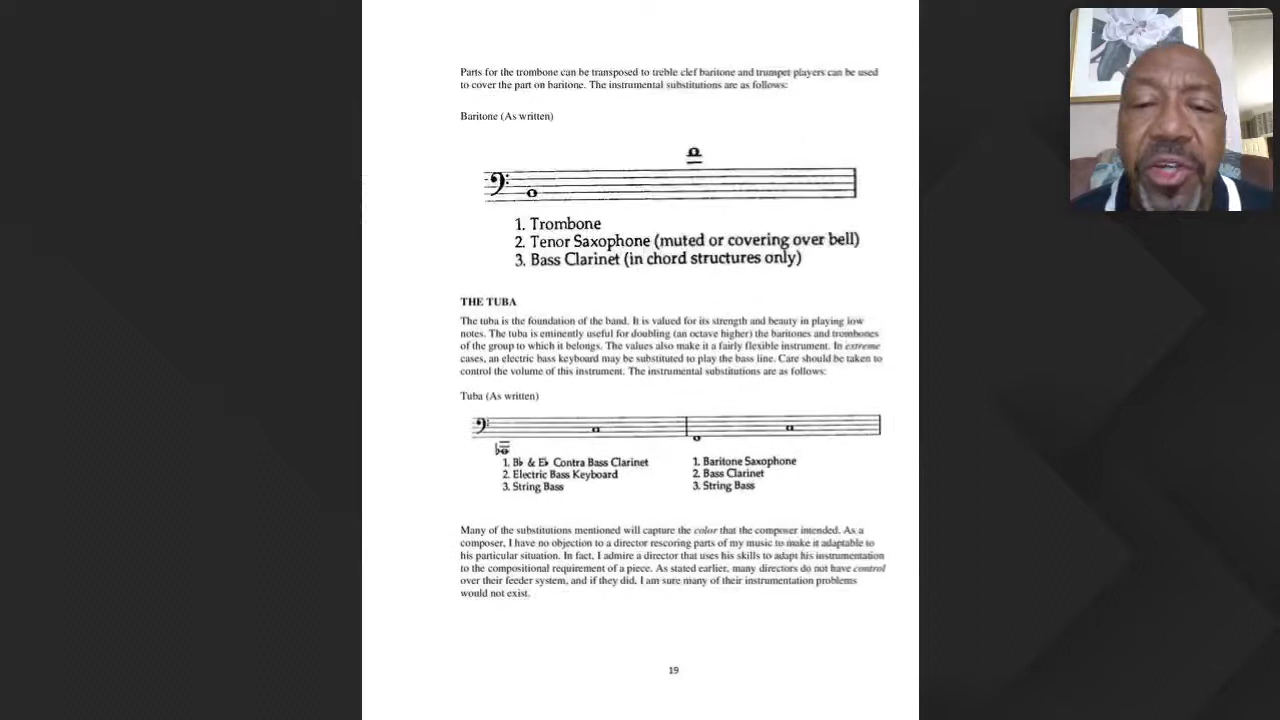 Parts for the trombone can be transposed to treble clef baritone and trumpet players can be used
to cover the part on baritone. The instrumental substitutions are as follows:
Baritone (As written)
1. Trombone
2. Tenor Saxophone (muted or covering over bell)
3. Bass Clarinet (in chord structures only)
THE TUBA
The tuba is the foundation of the band. It is valued for its strength and beauty in playing low
notes. The tuba is eminently useful for doubling (an octave higher) the baritones and trombones
of the group to which it belongs. The values also make it a fairly flexible instrument. In extreme
cases, an electric bass keyboard may be substituted to play the bass line. Care should be taken to
control the volume of this instrument. The instrumental substitutions are as follows:
Tuba (As written)
1. B♭ & E♭ Contra Bass Clarinet
2. Electric Bass Keyboard
3. String Bass
1. Baritone Saxophone
2. Bass Clarinet
3. String Bass
Many of the substitutions mentioned will capture the color that the composer intended. As a
composer, I have no objection to a director rescoring parts of my music to make it adaptable to
his particular situation. In fact, I admire a director that uses his skills to adapt his instrumentation
to the compositional requirement of a piece. As stated earlier, many directors do not have control
over their feeder system, and if they did, I am sure many of their instrumentation problems
would not exist.
19